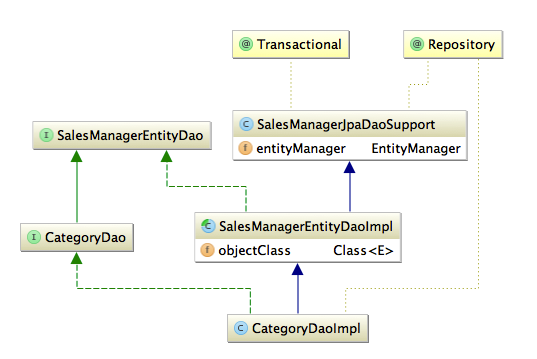 @ Transactional
@ Repository
I SalesManagerEntityDao
C SalesManagerJpaDaoSupport
f entityManager EntityManager
I CategoryDao
C SalesManagerEntityDaoImpl
f objectClass Class<E>
C CategoryDaoImpl